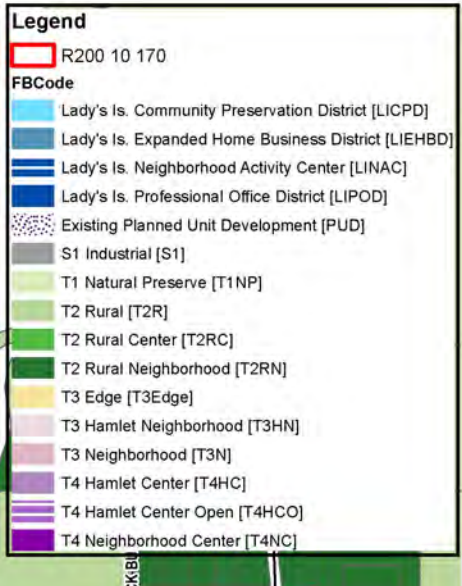 Legend
R200 10 170
FBCode
Lady's Is. Community Preservation District [LICPD]
Lady's Is. Expanded Home Business District [LIEHBD]
Lady's Is. Neighborhood Activity Center [LINAC]
Lady's Is. Professional Office District [LIPOD]
Existing Planned Unit Development [PUD]
S1 Industrial [S1]
T1 Natural Preserve [T1NP]
T2 Rural [T2R]
T2 Rural Center [T2RC]
T2 Rural Neighborhood [T2RN]
T3 Edge [T3Edge]
T3 Hamlet Neighborhood [T3HN]
T3 Neighborhood [T3N]
T4 Hamlet Center [T4HC]
T4 Hamlet Center Open [T4HCO]
T4 Neighborhood Center [T4NC]